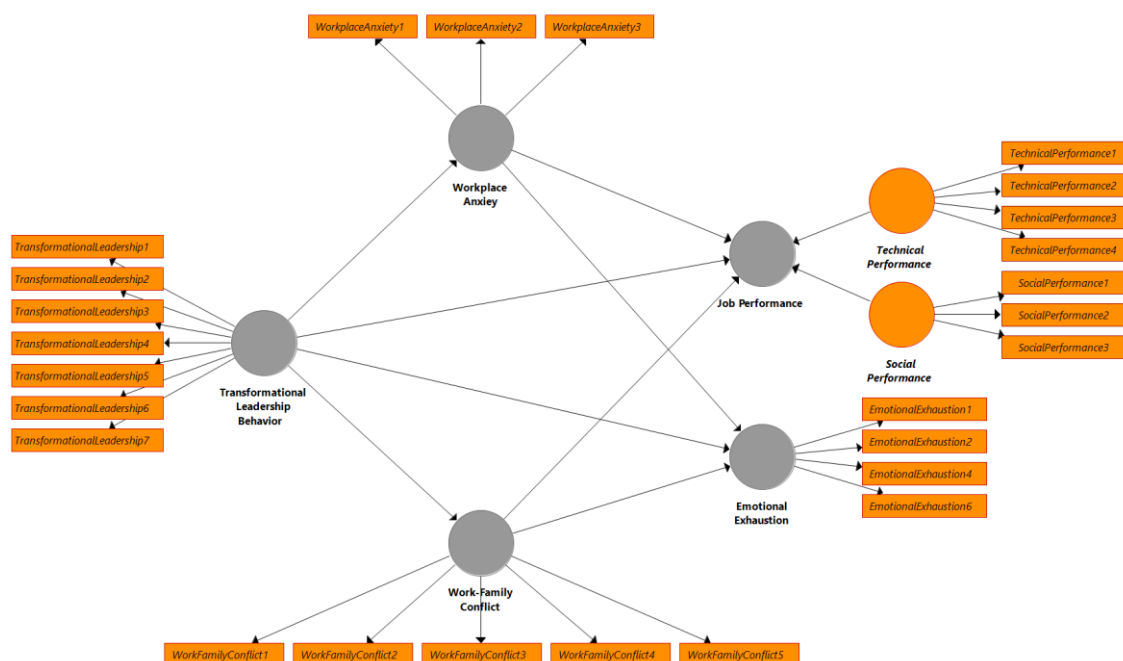 WorkplaceAnxiety1
WorkplaceAnxiety2
WorkplaceAnxiety3
Workplace
Anxiey
TransformationalLeadership1
TransformationalLeadership2
TransformationalLeadership3
TransformationalLeadership4
TransformationalLeadership5
TransformationalLeadership6
TransformationalLeadership7
Transformational
Leadership
Behavior
Job Performance
Technical
Performance
TechnicalPerformance1
TechnicalPerformance2
TechnicalPerformance3
TechnicalPerformance4
Social
Performance
SocialPerformance1
SocialPerformance2
SocialPerformance3
Emotional
Exhaustion
EmotionalExhaustion1
EmotionalExhaustion2
EmotionalExhaustion4
EmotionalExhaustion6
Work-Family
Conflict
WorkFamilyConflict1
WorkFamilyConflict2
WorkFamilyConflict3
WorkFamilyConflict4
WorkFamilyConflict5